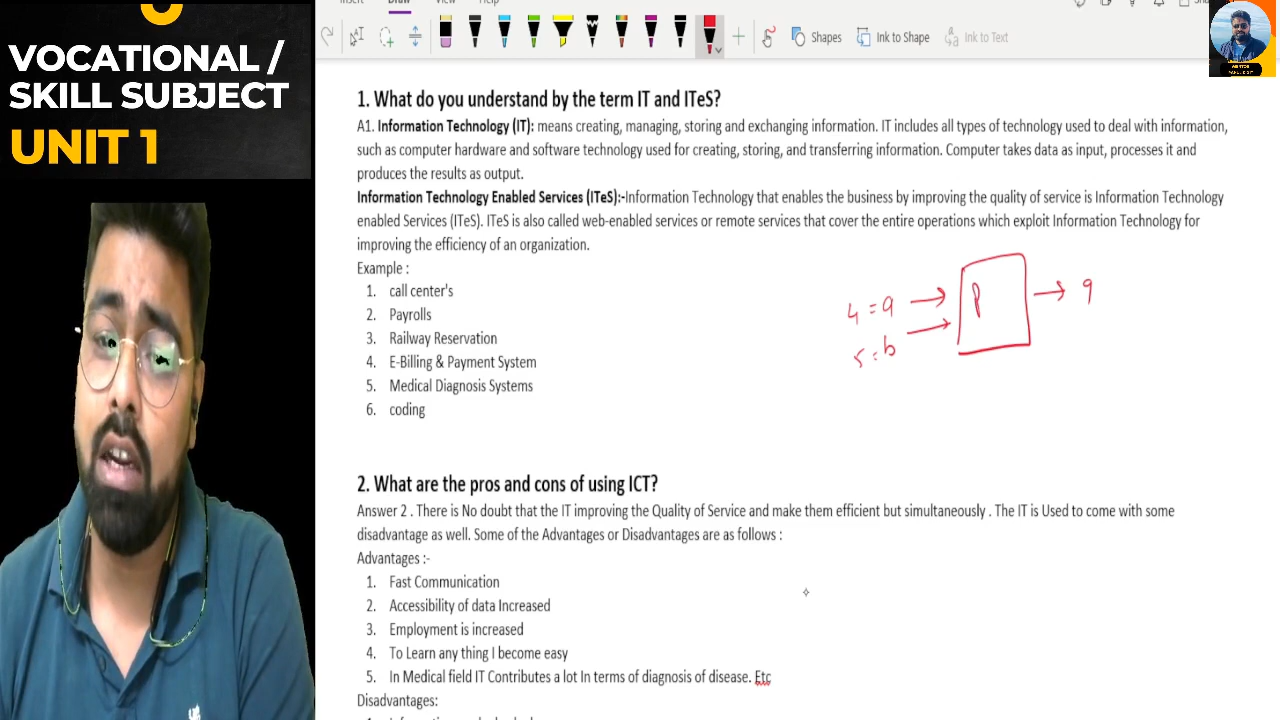 Insert Draw View Help
Shapes Ink to Shape Ink to Text
VOCATIONAL /
SKILL SUBJECT
UNIT 1
1. What do you understand by the term IT and ITeS?
A1. Information Technology (IT): means creating, managing, storing and exchanging information. IT includes all types of technology used to deal with information,
such as computer hardware and software technology used for creating, storing, and transferring information. Computer takes data as input, processes it and
produces the results as output.
Information Technology Enabled Services (ITeS):-Information Technology that enables the business by improving the quality of service is Information Technology
enabled Services (ITeS). ITeS is also called web-enabled services or remote services that cover the entire operations which exploit Information Technology for
improving the efficiency of an organization.
Example :
1. call center's
2. Payrolls
3. Railway Reservation
4. E-Billing & Payment System
5. Medical Diagnosis Systems
6. coding
4 = a
5 = b
P
9
2. What are the pros and cons of using ICT?
Answer 2 . There is No doubt that the IT improving the Quality of Service and make them efficient but simultaneously . The IT is Used to come with some
disadvantage as well. Some of the Advantages or Disadvantages are as follows :
Advantages :-
1. Fast Communication
2. Accessibility of data Increased
3. Employment is increased
4. To Learn any thing I become easy
5. In Medical field IT Contributes a lot In terms of diagnosis of disease. Etc
Disadvantages: